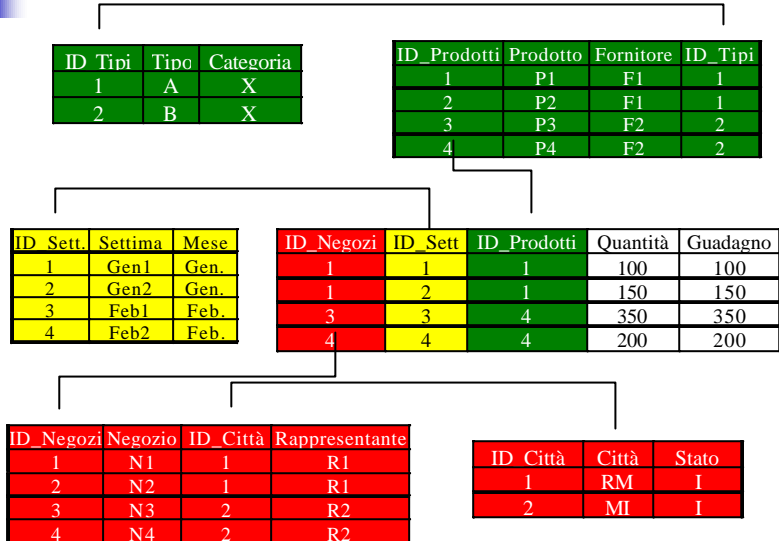 ID_Tipi Tipo Categoria
1 A X
2 B X
ID_Prodotti Prodotto Fornitore ID_Tipi
1 P1 F1 1
2 P2 F1 1
3 P3 F2 2
4 P4 F2 2
ID_Sett. Settima Mese
1 Gen1 Gen.
2 Gen2 Gen.
3 Feb1 Feb.
4 Feb2 Feb.
ID_Negozi ID_Sett ID_Prodotti Quantità Guadagno
1 1 1 100 100
1 2 1 150 150
3 3 4 350 350
4 4 4 200 200
ID_Negozi Negozio ID_Città Rappresentante
1 N1 1 R1
2 N2 1 R1
3 N3 2 R2
4 N4 2 R2
ID_Città Città Stato
1 RM I
2 MI I